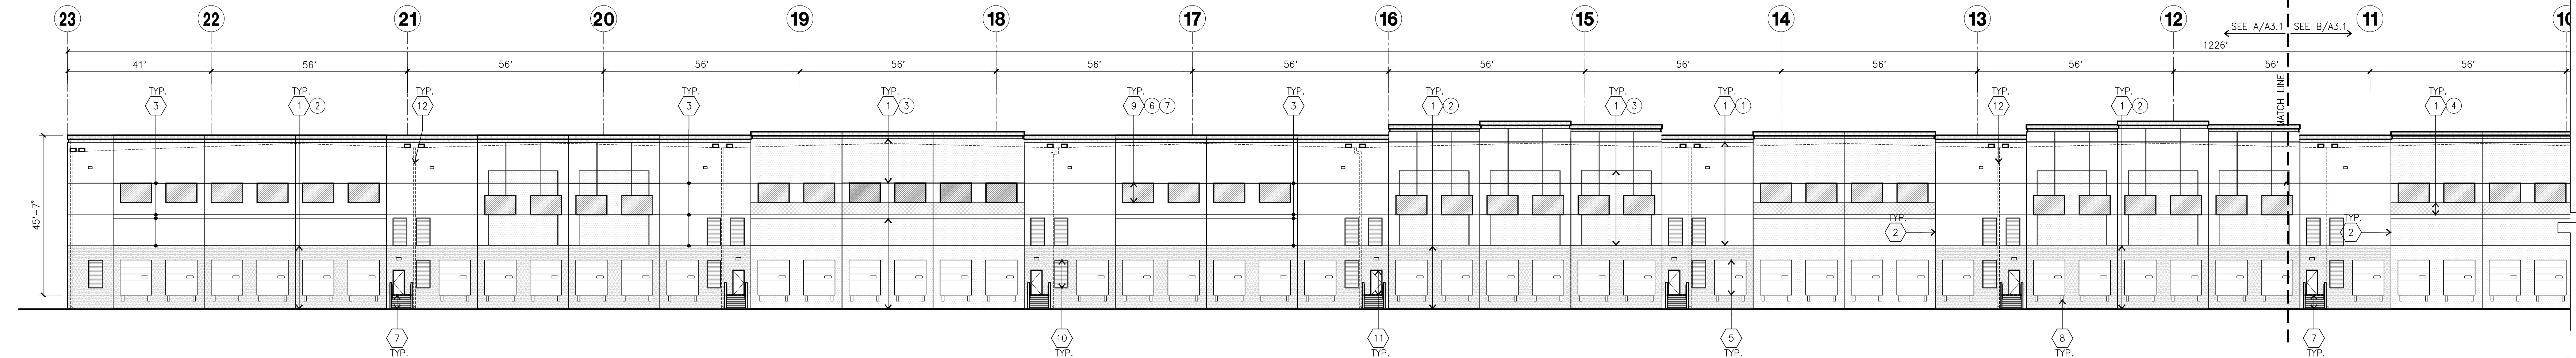 23 22 21 20 19 18 17 16 15 14 13 12 11
SEE A/A3.1 SEE B/A3.1
1226'
41' 56' 56' 56' 56' 56' 56' 56' 56' 56' 56' 56'
MATCH LINE
TYP. TYP. TYP. TYP. TYP. TYP. TYP. TYP. TYP. TYP. TYP. TYP. TYP.
3 1 2 12 3 1 3 9 6 7 3 1 2 1 3 1 1 12 1 2 1 4
45'-7"
TYP. TYP.
2 2
7 10 11 5 8 7
TYP. TYP. TYP. TYP. TYP. TYP.